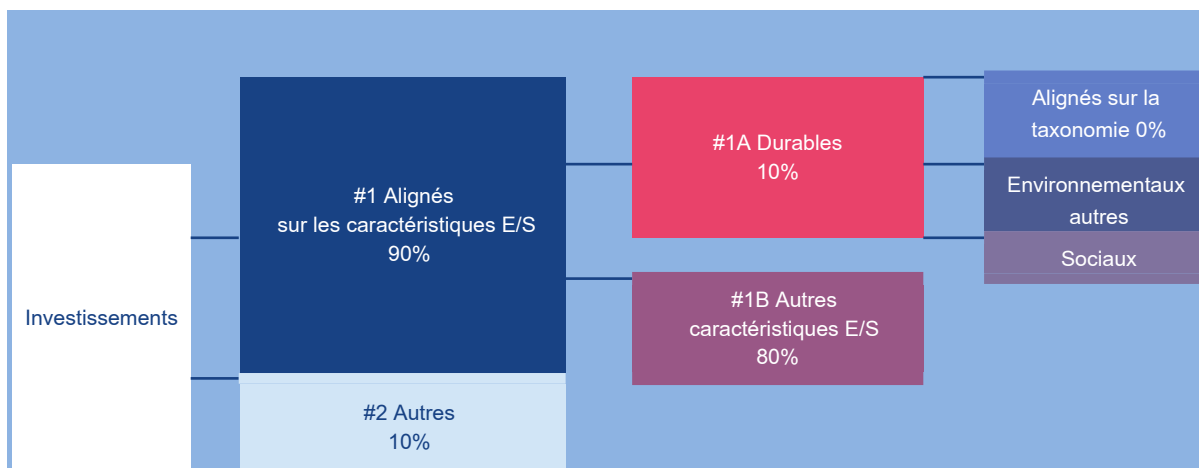 Investissements
#1 Alignés
sur les caractéristiques E/S
90%
#2 Autres
10%
#1A Durables
10%
#1B Autres
caractéristiques E/S
80%
Alignés sur la
taxonomie 0%
Environnementaux
autres
Sociaux